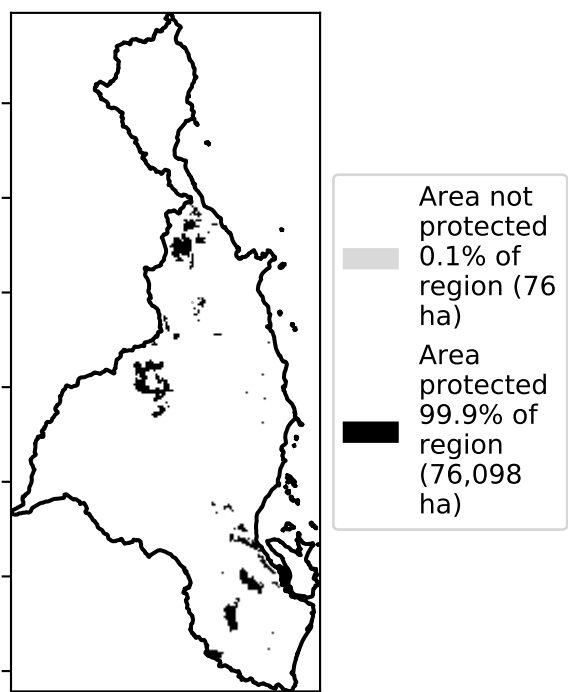 Area not
protected
0.1% of
region (76
ha)
Area
protected
99.9% of
region
(76,098
ha)